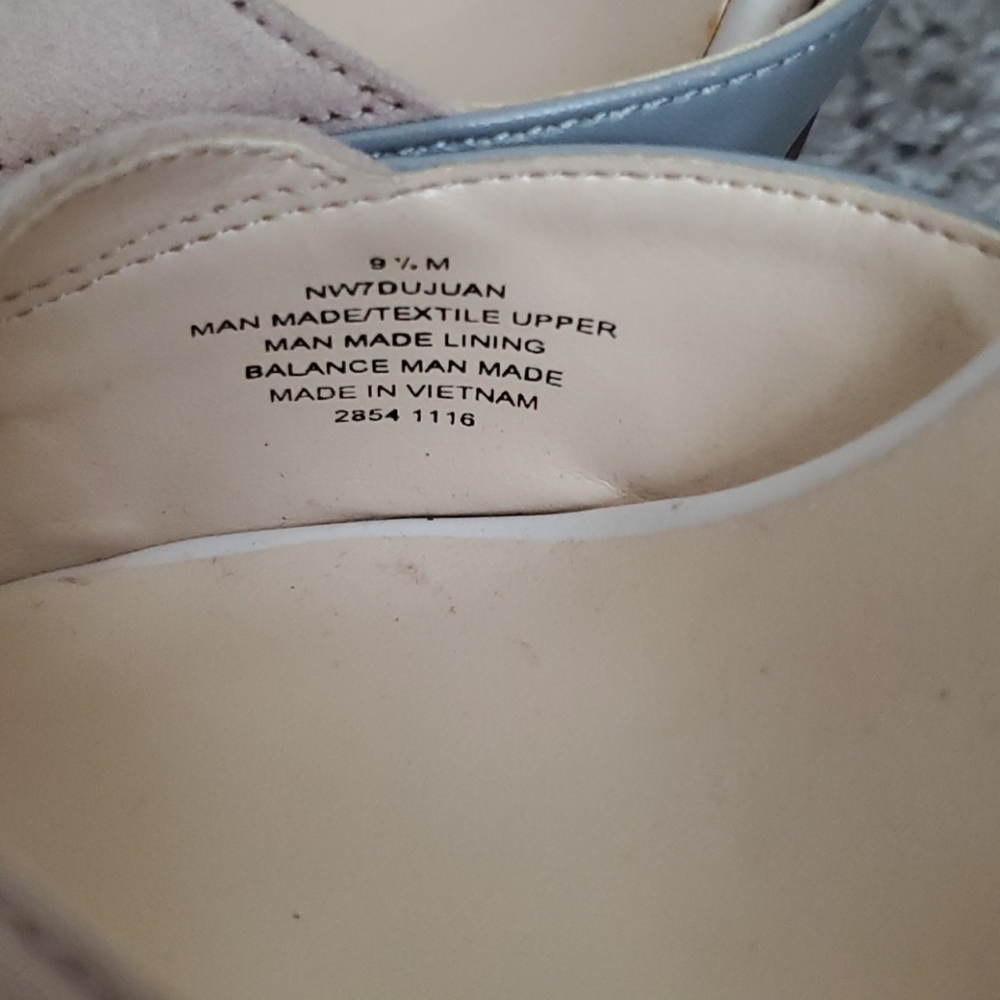 9 ½ M
NW7DUJUAN
MAN MADE/TEXTILE UPPER
MAN MADE LINING
BALANCE MAN MADE
MADE IN VIETNAM
2854 1116